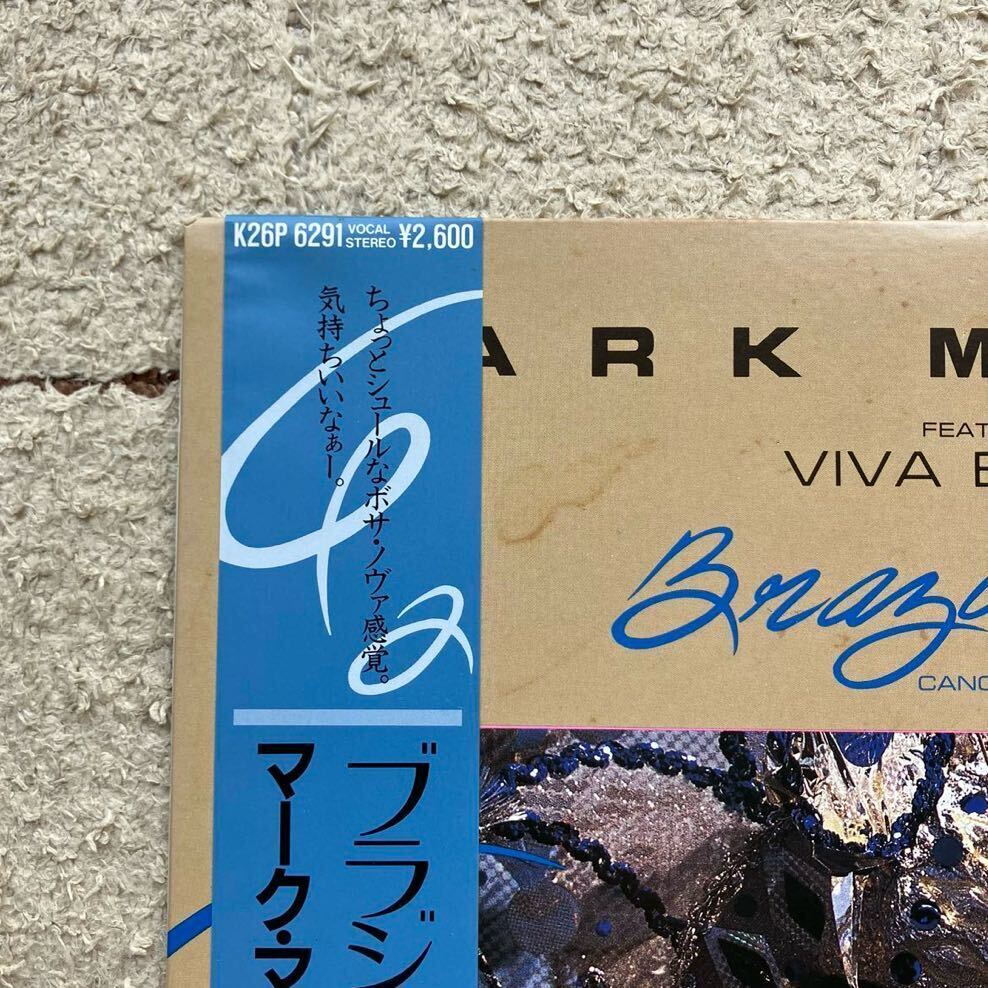 K26P 6291 VOCAL STEREO ¥2,600
ちょっとシュールなボサ・ノヴァ感覚。
気持ちいいなぁー。
ブラジ
マーク・マ
ARK M
FEAT
VIVA B
Braz
CANC